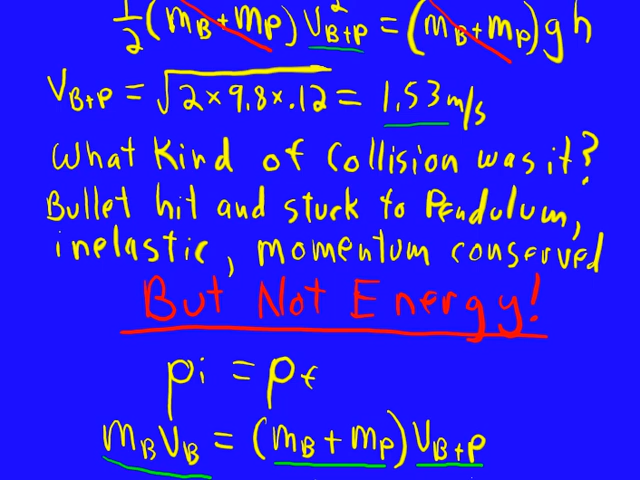 ½(mB+mP)V²B+P = (mB+mP)gh
VB+P = √2×9.8×.12 = 1.53 m/s
What Kind of Collision was it?
Bullet hit and stuck to Pendulum,
inelastic, momentum conserved
But Not Energy!
pi = pf
mBVB = (mB+mP)VB+P